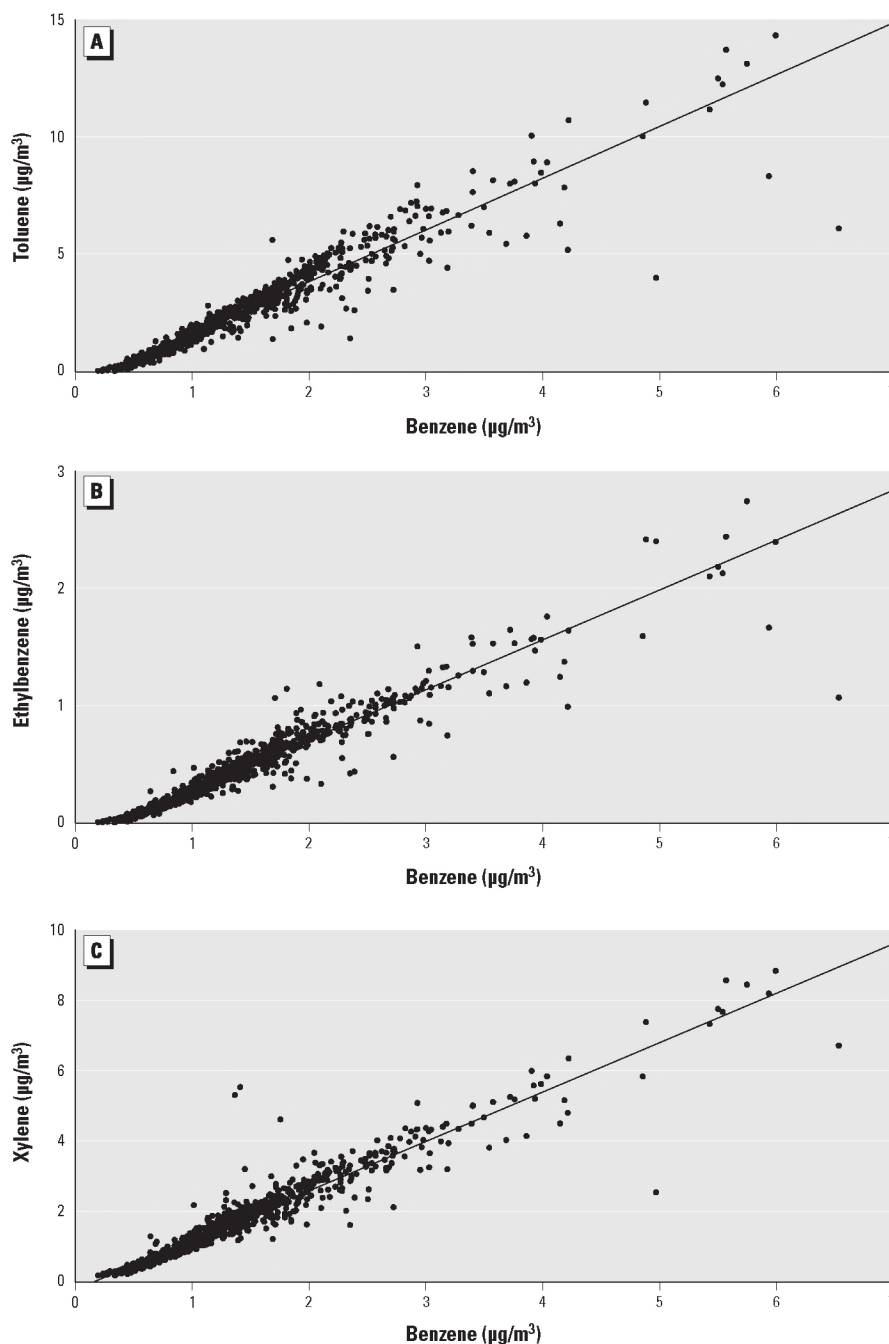 A
15
10
5
0
Toluene (µg/m³)
0 1 2 3 4 5 6 7
Benzene (µg/m³)
B
3
2
1
0
Ethylbenzene (µg/m³)
0 1 2 3 4 5 6
Benzene (µg/m³)
C
10
8
6
4
2
0
Xylene (µg/m³)
0 1 2 3 4 5 6
Benzene (µg/m³)